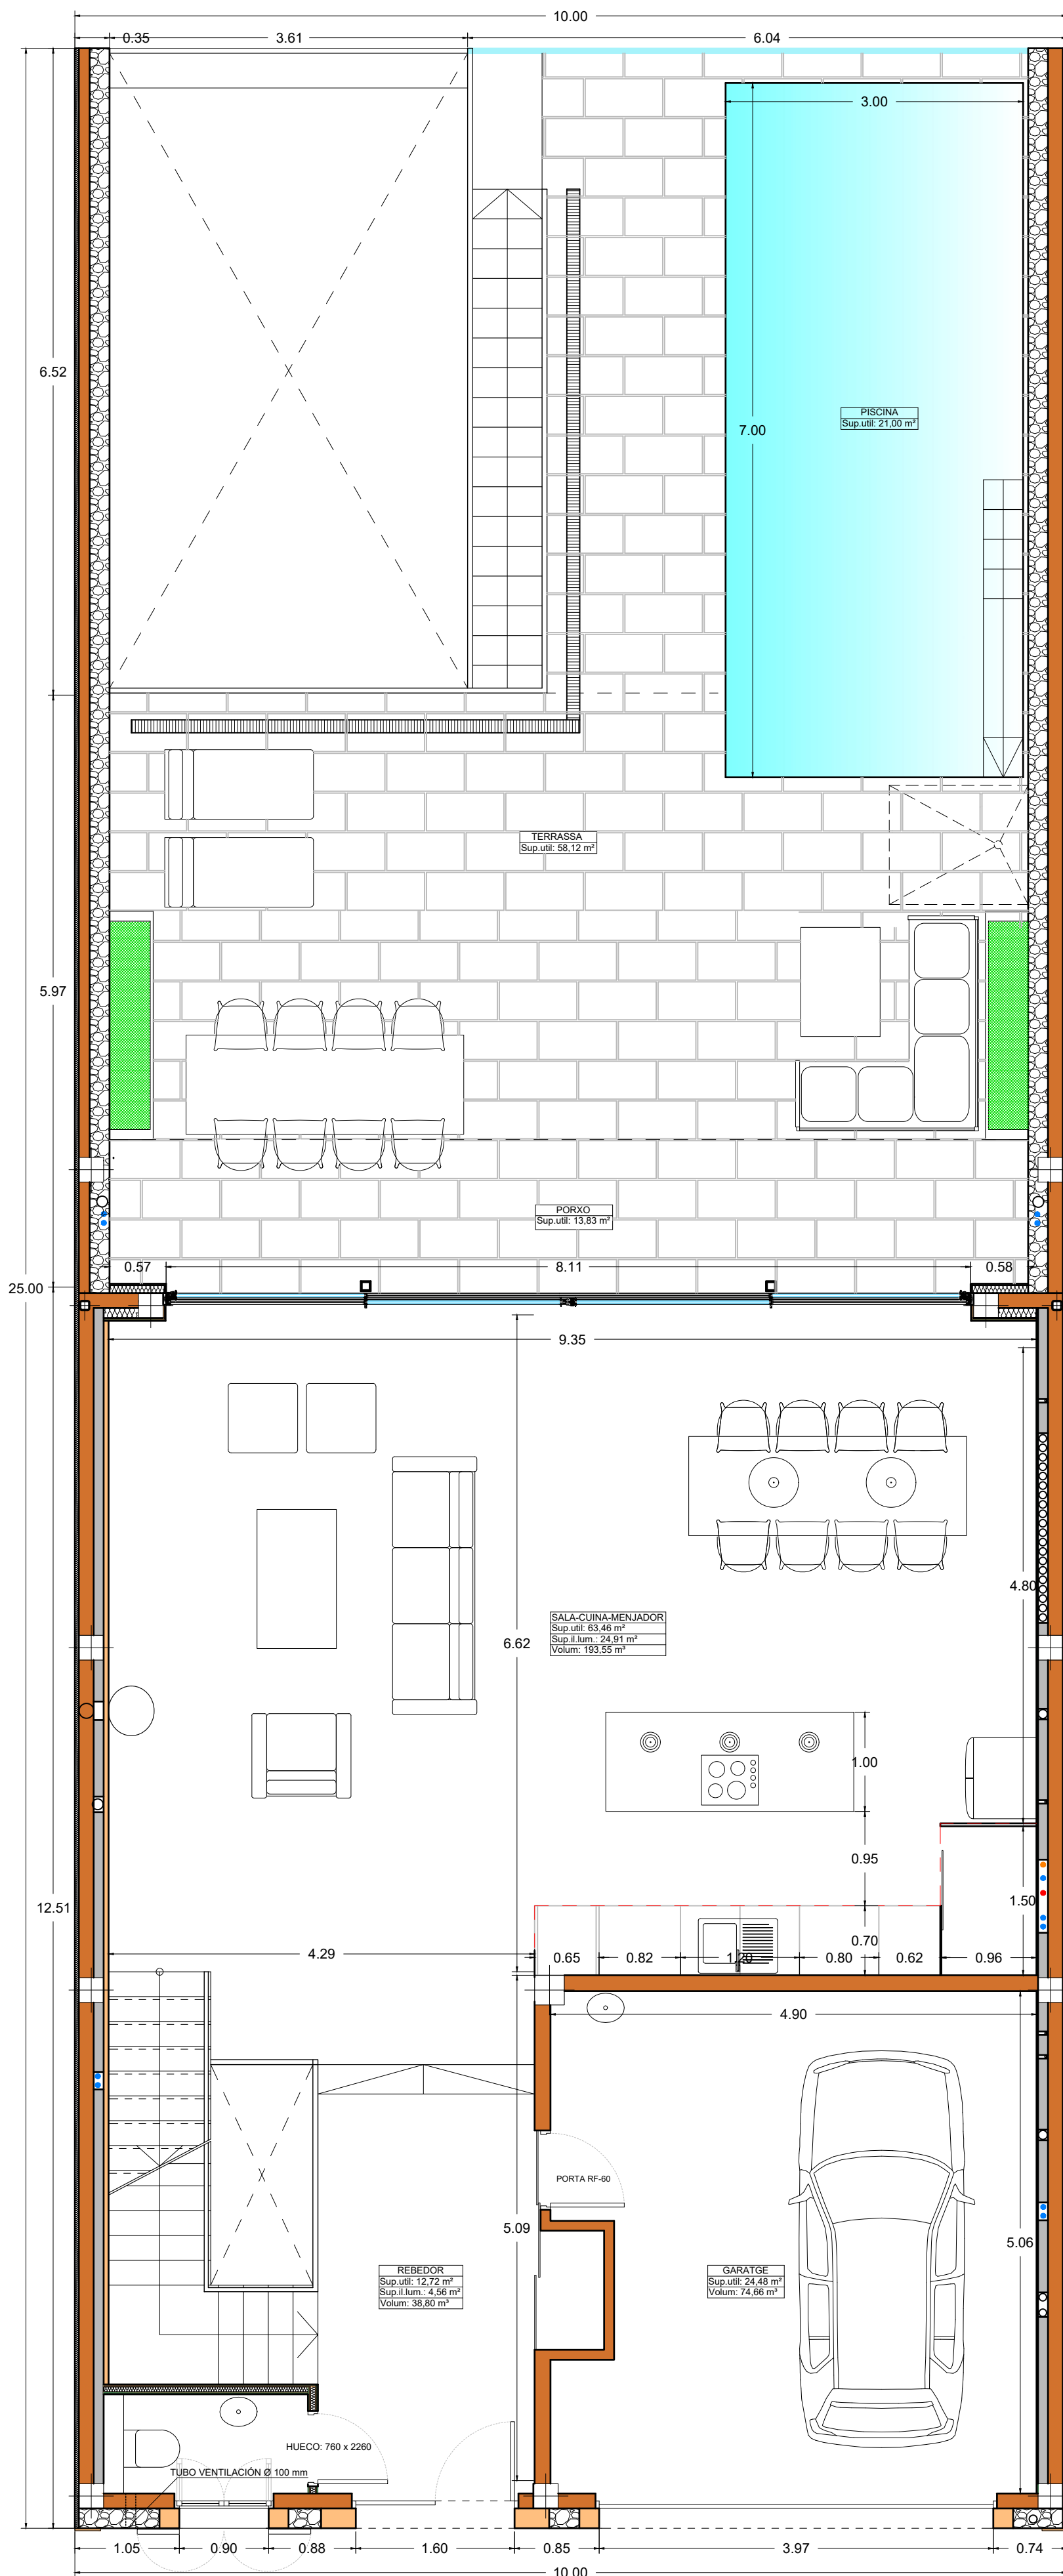 10.00
0.35
3.61
6.04
3.00
6.52
PISCINA
Sup.util: 21,00 m²
7.00
TERRASSA
Sup.util: 58,12 m²
5.97
PORXO
Sup.util: 13,83 m²
0.57
8.11
0.58
25.00
9.35
4.80
SALA-CUINA-MENJADOR
Sup.util: 63,46 m²
Sup.il.lum.: 24,91 m²
Volum: 193,55 m³
6.62
1.00
0.95
12.51
1.50
0.70
4.29
0.65
0.82
1.20
0.80
0.62
0.96
4.90
PORTA RF-60
5.09
5.06
REBEDOR
Sup.util: 12,72 m²
Sup.il.lum.: 4,56 m²
Volum: 38,80 m³
GARATGE
Sup.util: 24,48 m²
Volum: 74,66 m³
HUECO: 760 x 2260
TUBO VENTILACIÓN Ø 100 mm
1.05
0.90
0.88
1.60
0.85
3.97
0.74
10.00